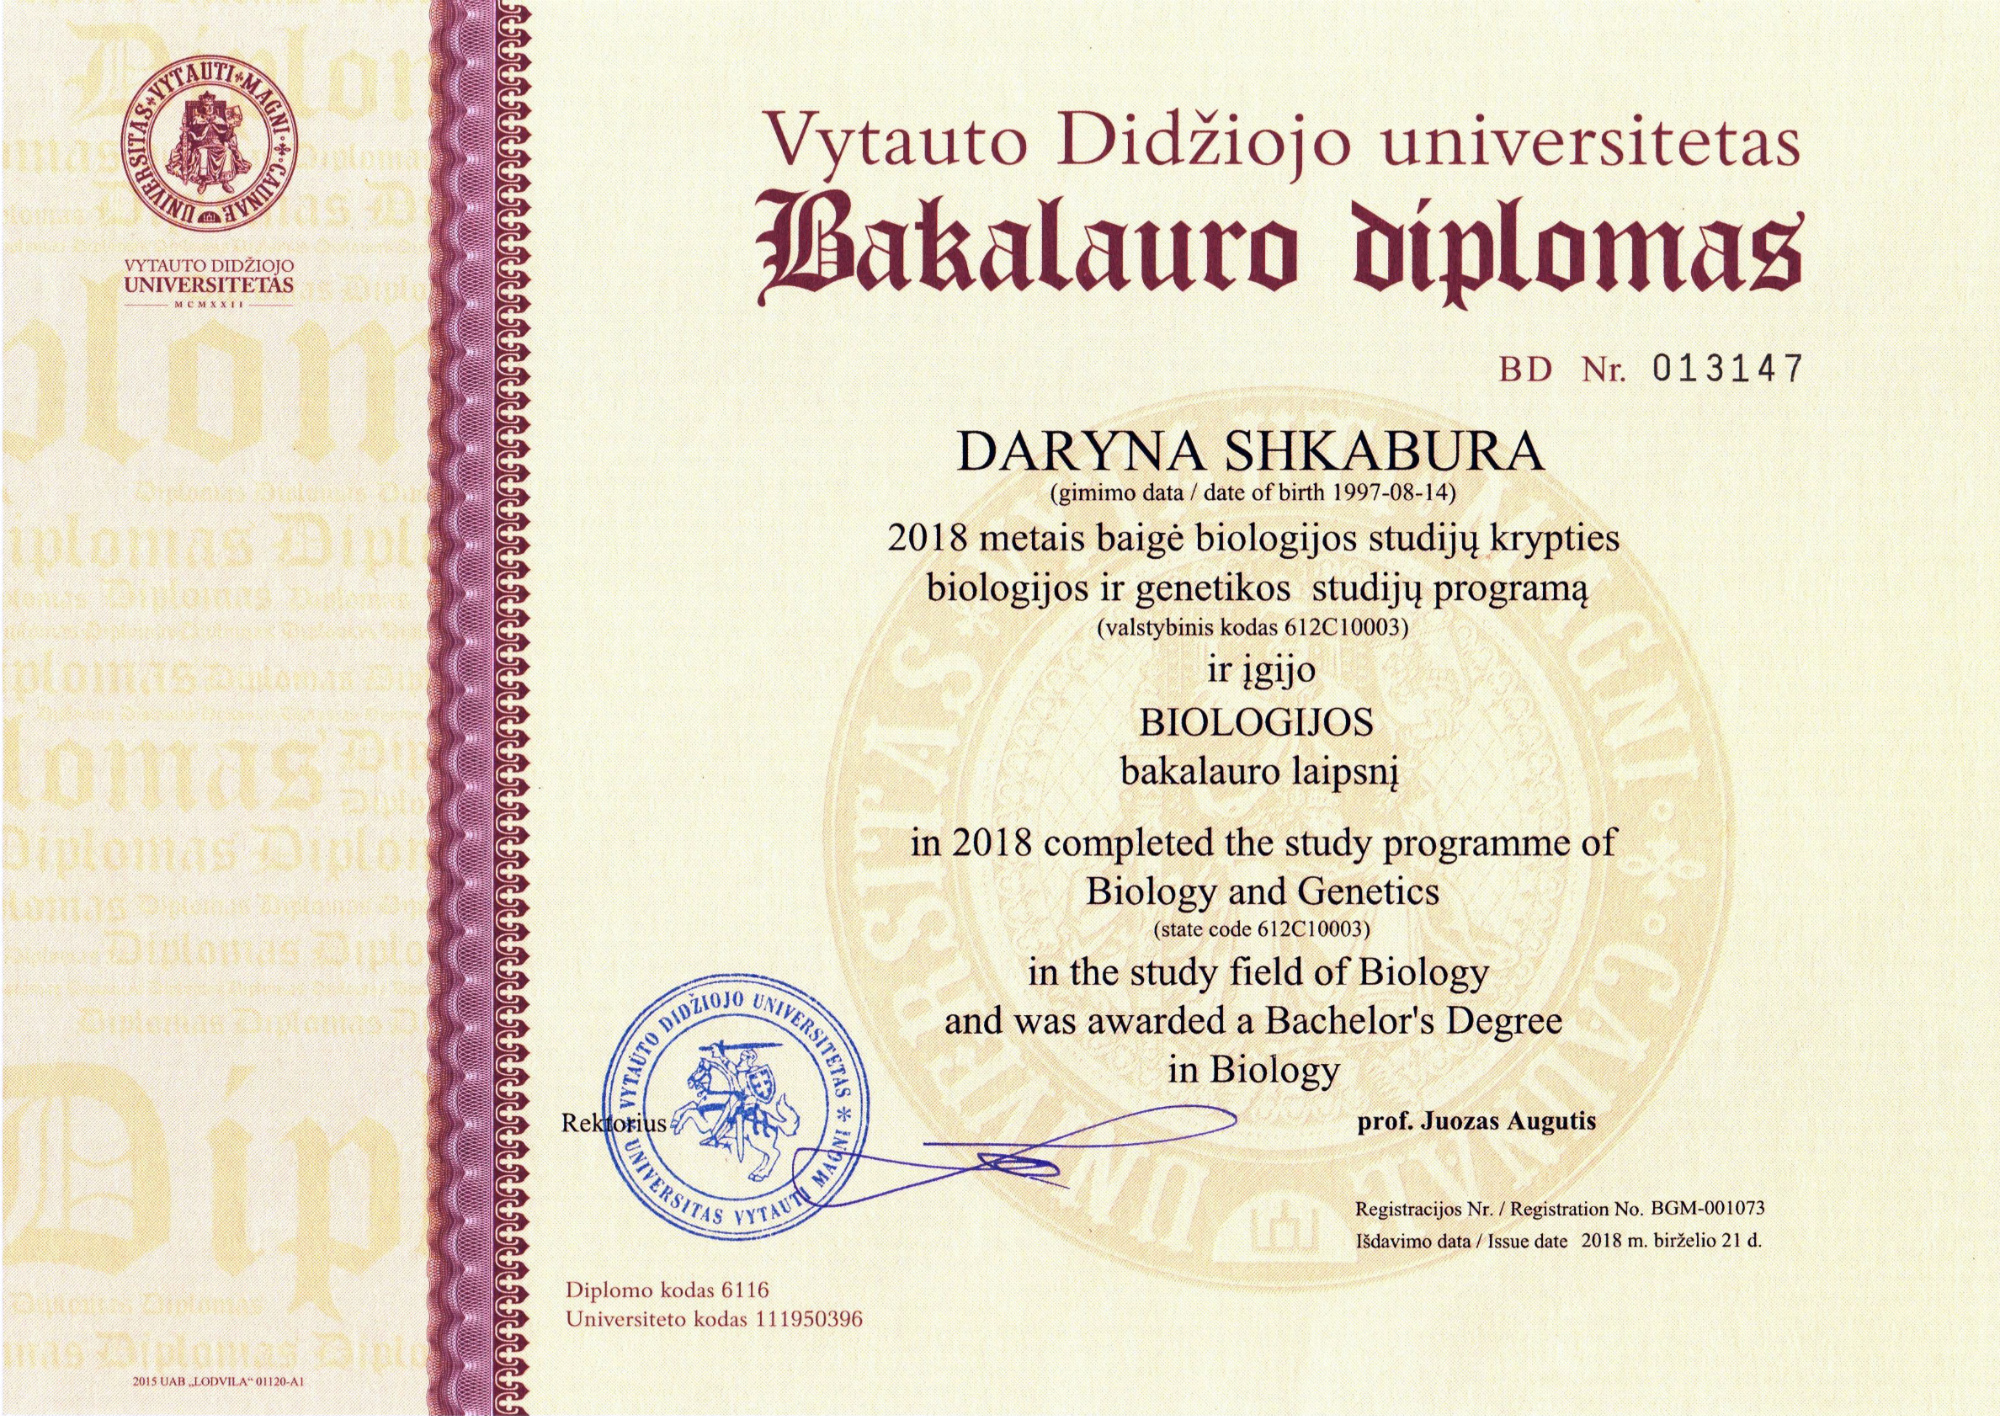 UNIVERSITAS VYTAUTI MAGNI CAUNAE
VYTAUTO DIDŽIOJO
UNIVERSITETAS
MCMXXII
Vytauto Didžiojo universitetas
Bakalauro diplomas
BD Nr. 013147
DARYNA SHKABURA
(gimimo data / date of birth 1997-08-14)
2018 metais baigė biologijos studijų krypties
biologijos ir genetikos studijų programą
(valstybinis kodas 612C10003)
ir įgijo
BIOLOGIJOS
bakalauro laipsnį
in 2018 completed the study programme of
Biology and Genetics
(state code 612C10003)
in the study field of Biology
and was awarded a Bachelor's Degree
in Biology
Rektorius
VYTAUTO DIDŽIOJO UNIVERSITETAS * UNIVERSITAS VYTAUTI MAGNI *
prof. Juozas Augutis
Registracijos Nr. / Registration No. BGM-001073
Išdavimo data / Issue date 2018 m. birželio 21 d.
Diplomo kodas 6116
Universiteto kodas 111950396
2015 UAB „LODVILA“ 01120-A1